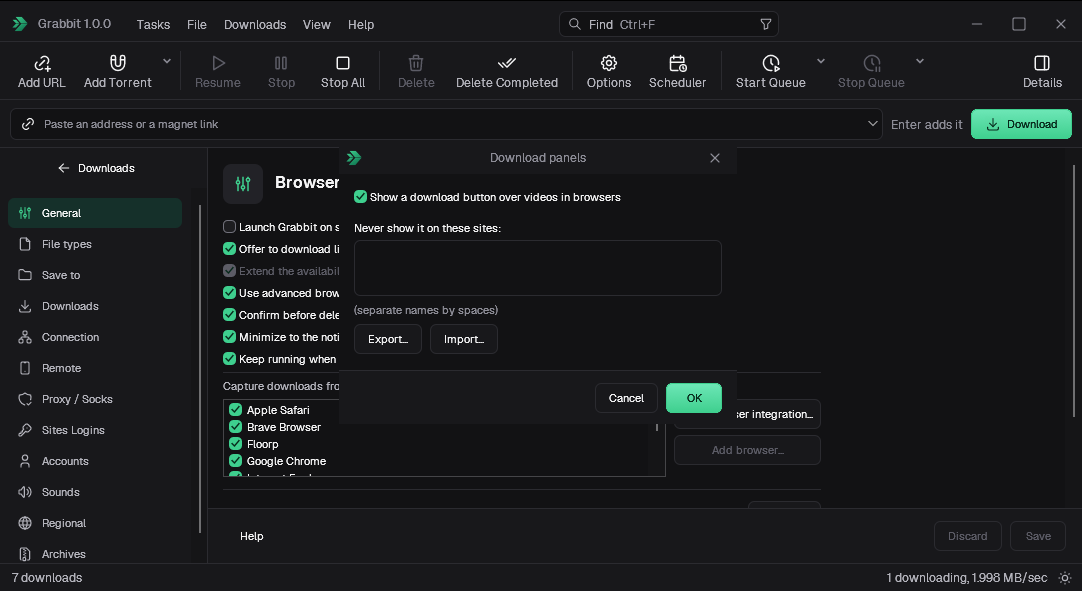 Grabbit 1.0.0
Tasks
File
Downloads
View
Help
Find Ctrl+F
Add URL
Add Torrent
Resume
Stop
Stop All
Delete
Delete Completed
Options
Scheduler
Start Queue
Stop Queue
Details
Paste an address or a magnet link
Enter adds it
Download
Downloads
General
File types
Save to
Downloads
Connection
Remote
Proxy / Socks
Sites Logins
Accounts
Sounds
Regional
Archives
Browser
Launch Grabbit on s
Offer to download li
Extend the availabil
Use advanced brow
Confirm before dele
Minimize to the noti
Keep running when
Capture downloads fro
Apple Safari
Brave Browser
Floorp
Google Chrome
ser integration...
Add browser...
Download panels
Show a download button over videos in browsers
Never show it on these sites:
(separate names by spaces)
Export...
Import...
Cancel
OK
Help
Discard
Save
7 downloads
1 downloading, 1.998 MB/sec